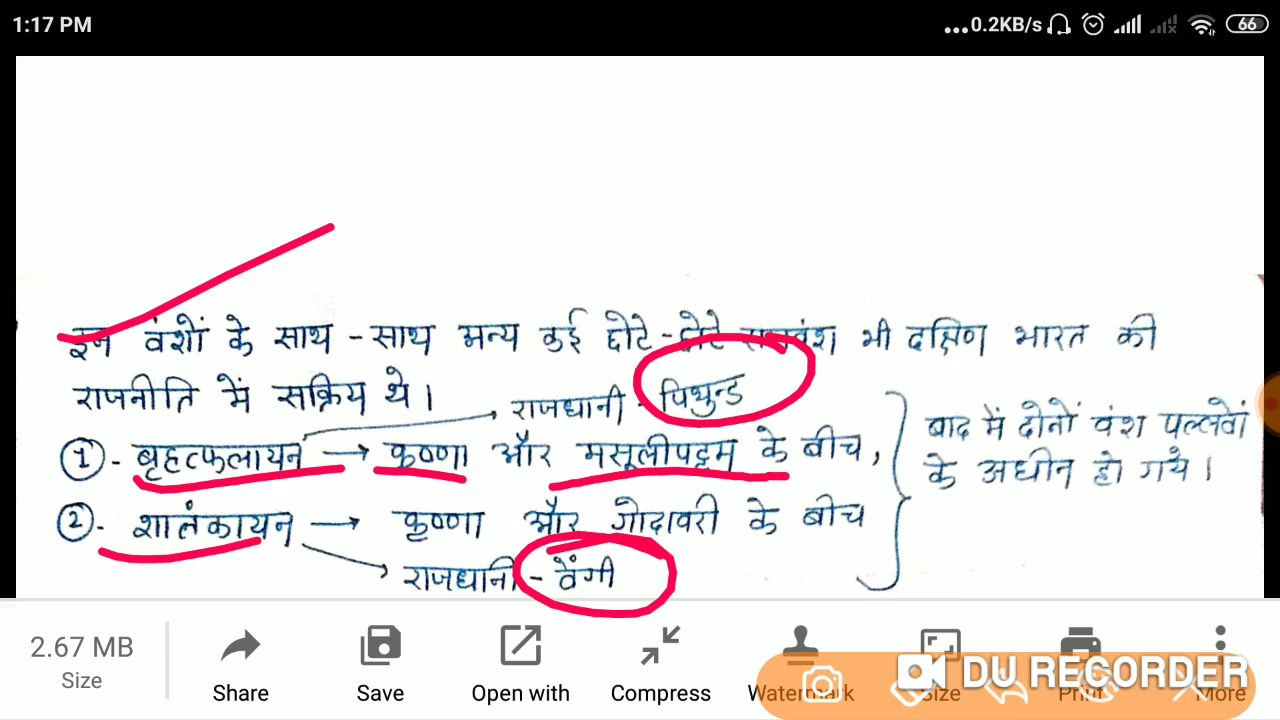 1:17 PM
...0.2KB/s 66
इन वंशों के साथ - साथ अन्य कई छोटे - छोटे राजवंश भी दक्षिण भारत की
राजनीति में सक्रिय थे।
राजधानी - पिथुन्ड
① - बृहत्फलायन → कृष्णा और मसूलीपट्टम के बीच,
② - शालंकायन → कृष्णा और गोदावरी के बीच
राजधानी - वेंगी
बाद में दोनों वंश पल्लवों
के अधीन हो गये।
2.67 MB
Size
Share
Save
Open with
Compress
Watermark
Size
Print
More
DU RECORDER